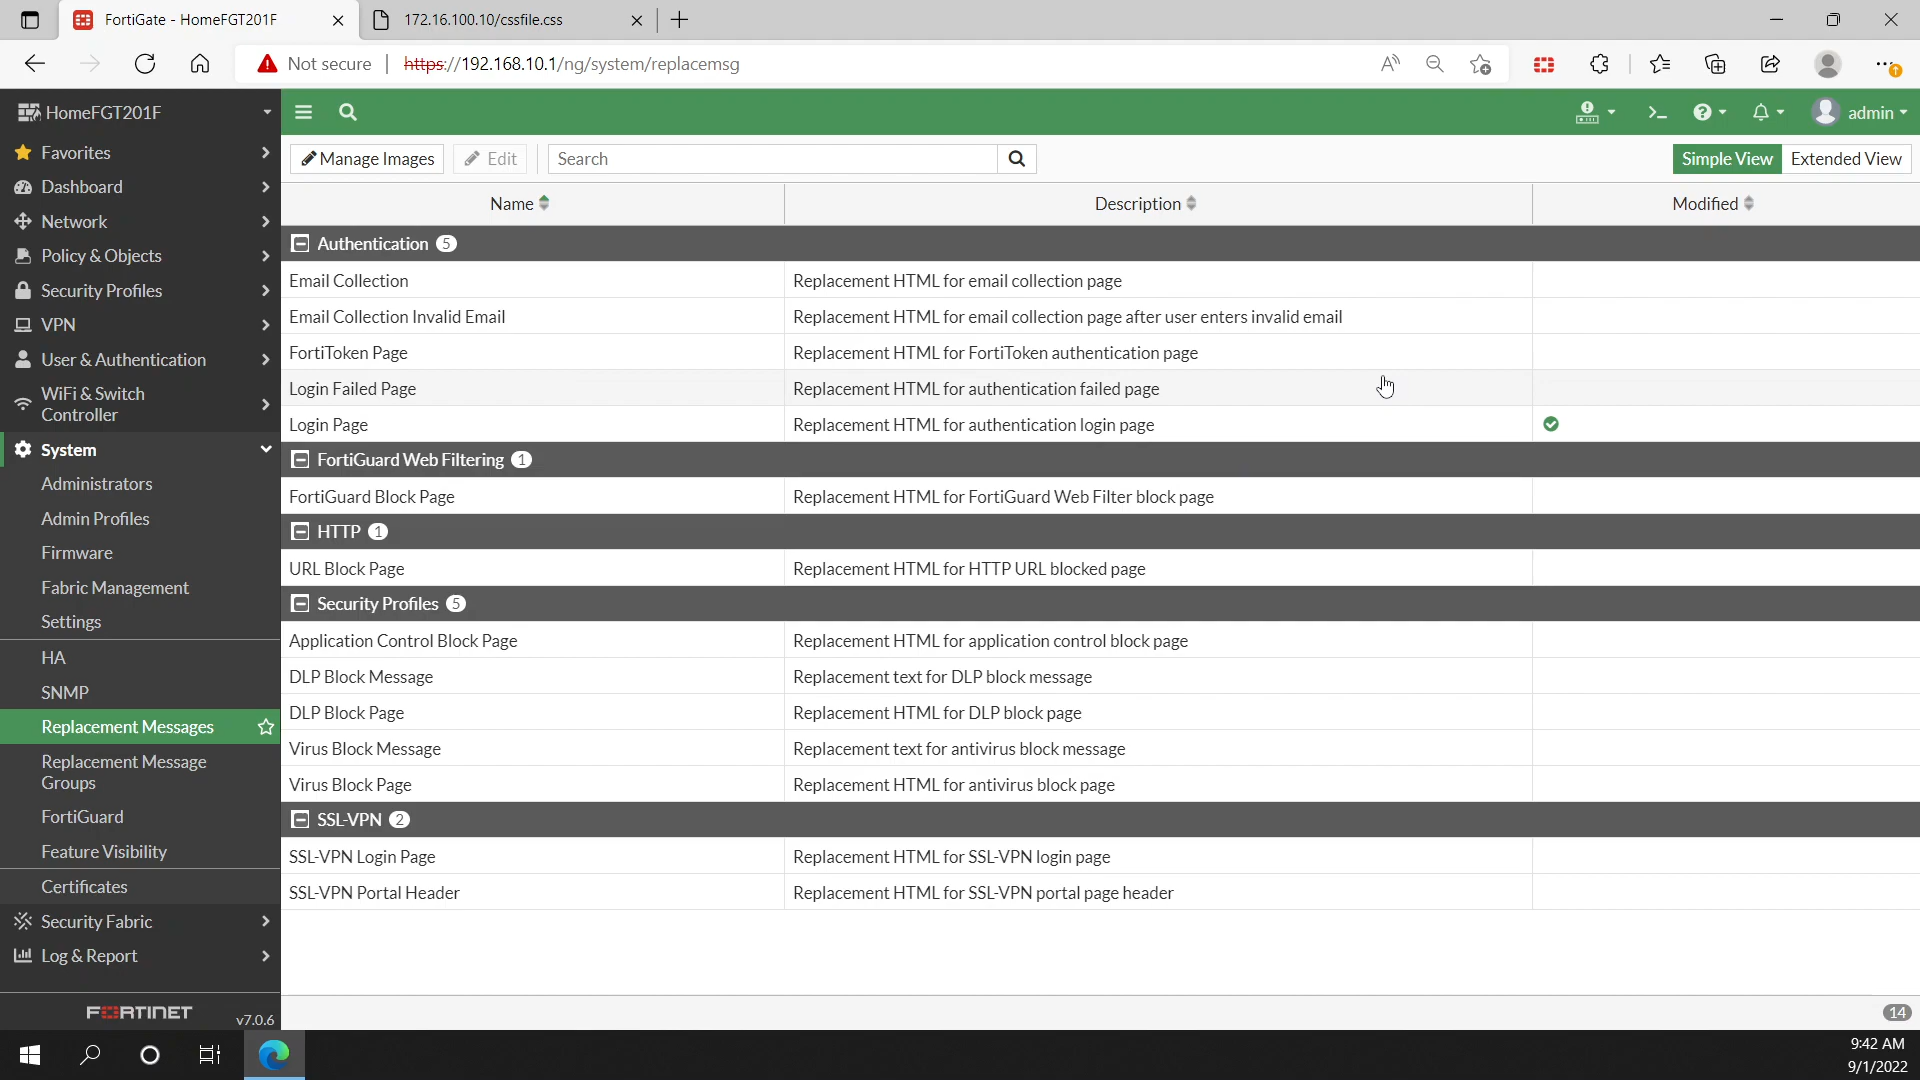 FortiGate - HomeFGT201F
172.16.100.10/cssfile.css
Not secure
https://192.168.10.1/ng/system/replacemsg
HomeFGT201F
admin
Favorites
Dashboard
Network
Policy & Objects
Security Profiles
VPN
User & Authentication
WiFi & Switch
Controller
System
Administrators
Admin Profiles
Firmware
Fabric Management
Settings
HA
SNMP
Replacement Messages
Replacement Message
Groups
FortiGuard
Feature Visibility
Certificates
Security Fabric
Log & Report
FORTINET
v7.0.6
Manage Images
Edit
Search
Simple View
Extended View
Name
Description
Modified
Authentication 5
Email Collection
Replacement HTML for email collection page
Email Collection Invalid Email
Replacement HTML for email collection page after user enters invalid email
FortiToken Page
Replacement HTML for FortiToken authentication page
Login Failed Page
Replacement HTML for authentication failed page
Login Page
Replacement HTML for authentication login page
FortiGuard Web Filtering 1
FortiGuard Block Page
Replacement HTML for FortiGuard Web Filter block page
HTTP 1
URL Block Page
Replacement HTML for HTTP URL blocked page
Security Profiles 5
Application Control Block Page
Replacement HTML for application control block page
DLP Block Message
Replacement text for DLP block message
DLP Block Page
Replacement HTML for DLP block page
Virus Block Message
Replacement text for antivirus block message
Virus Block Page
Replacement HTML for antivirus block page
SSL-VPN 2
SSL-VPN Login Page
Replacement HTML for SSL-VPN login page
SSL-VPN Portal Header
Replacement HTML for SSL-VPN portal page header
14
9:42 AM
9/1/2022